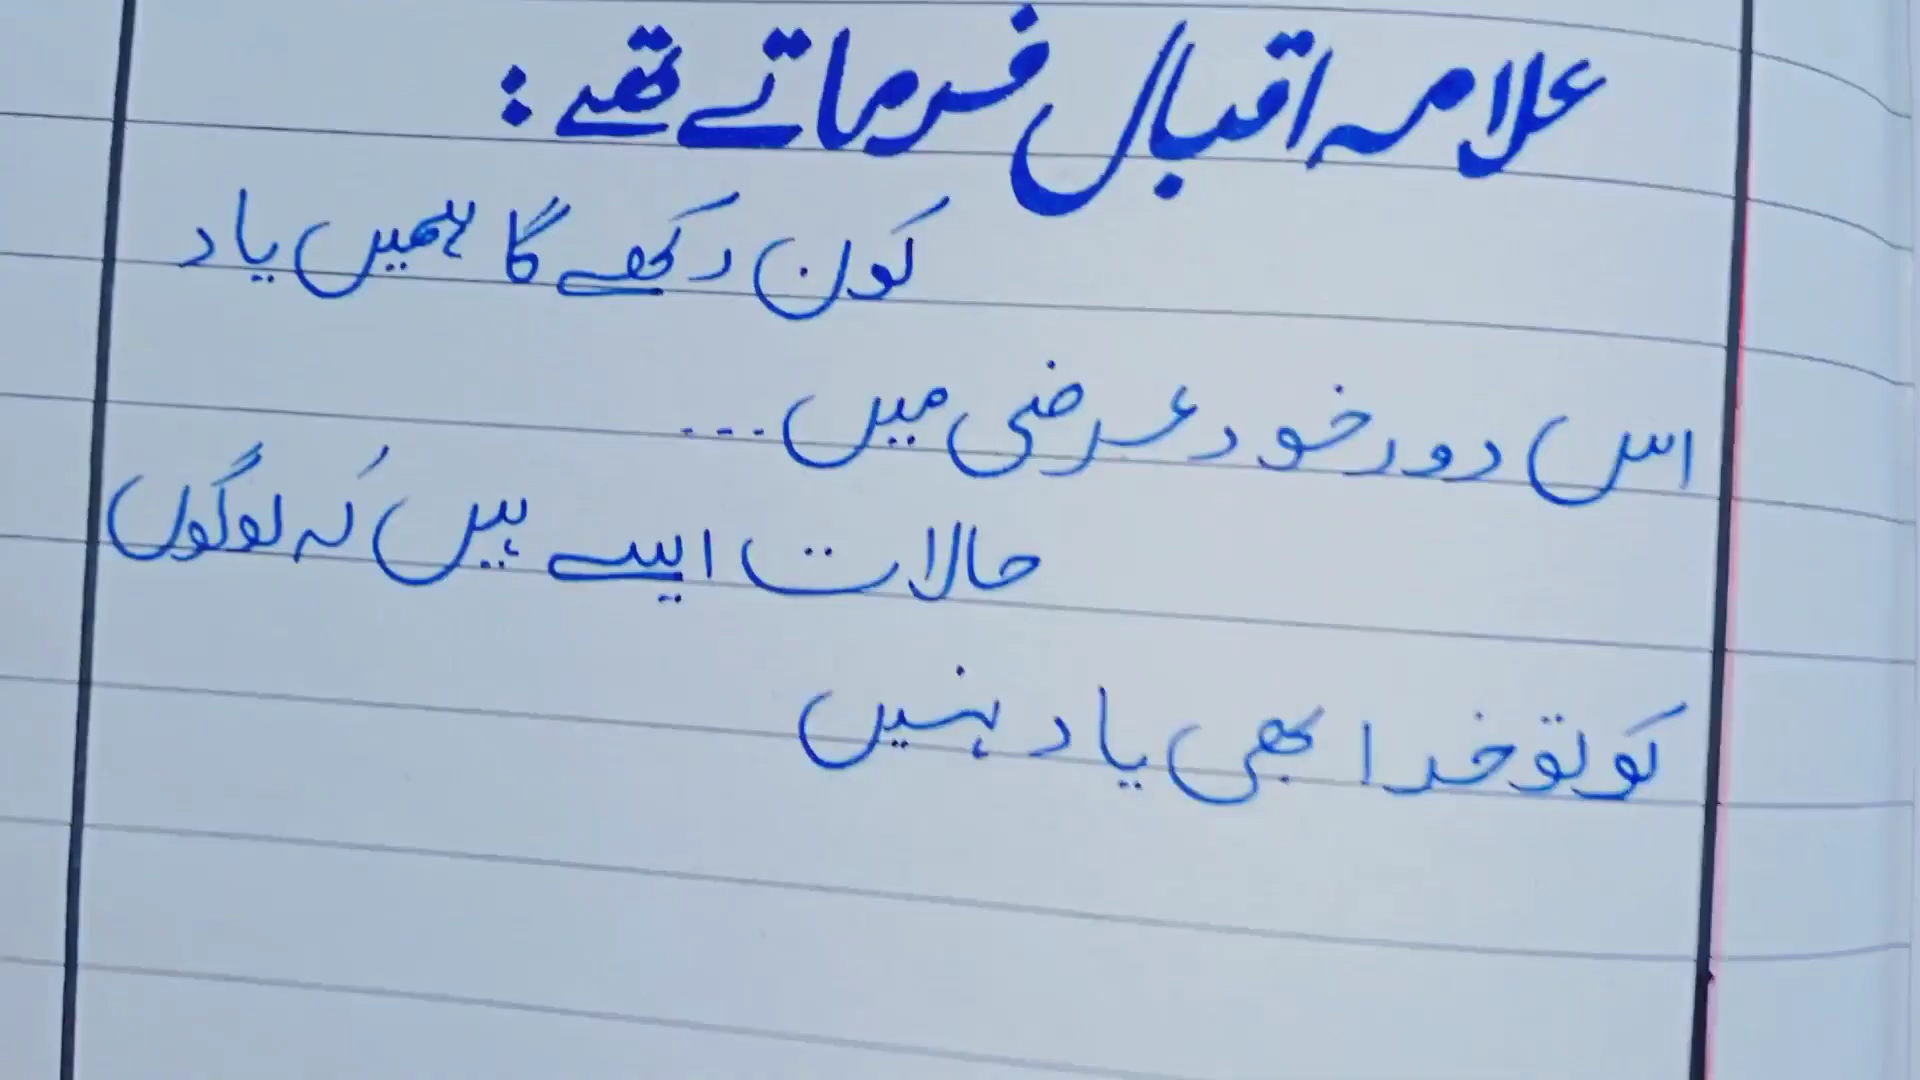 علامہ اقبال فرماتے تھے :
کون رکھے گا ہمیں یاد
اس دور خود عرضی میں ...
حالات ایسے ہیں کہ لوگوں
کو تو خدا بھی یاد نہیں